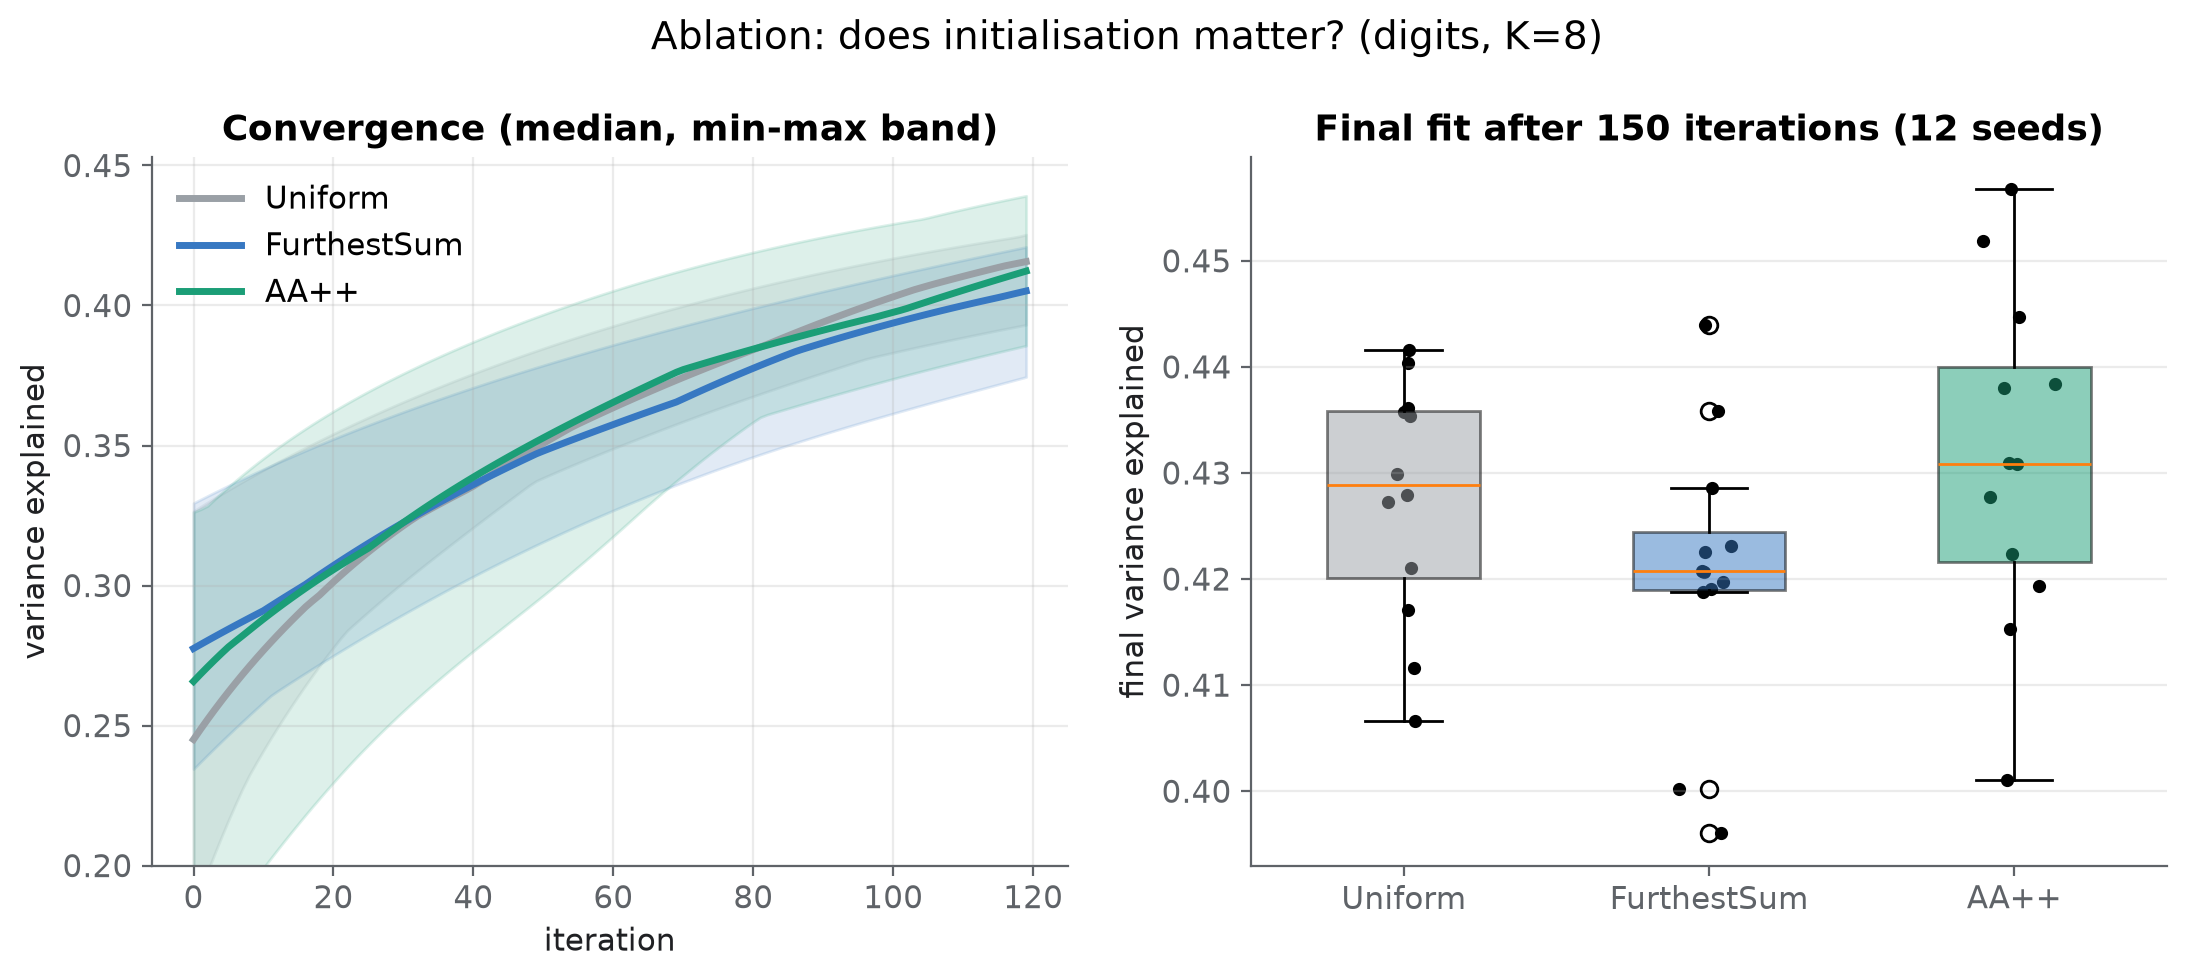 Ablation: does initialisation matter? (digits, K=8)
Convergence (median, min-max band)
variance explained
0.45
0.40
0.35
0.30
0.25
0.20
Uniform
FurthestSum
AA++
0
20
40
60
80
100
120
iteration
Final fit after 150 iterations (12 seeds)
final variance explained
0.45
0.44
0.43
0.42
0.41
0.40
Uniform
FurthestSum
AA++